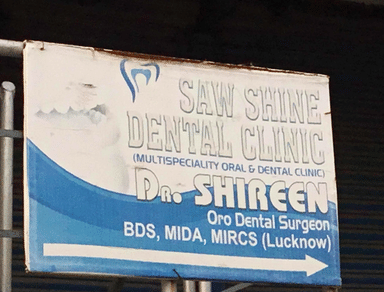 SAW SHINE
DENTAL CLINIC
(MULTISPECIALITY ORAL & DENTAL CLINIC)
DR. SHIREEN
Oro Dental Surgeon
BDS, MIDA, MIRCS (Lucknow)